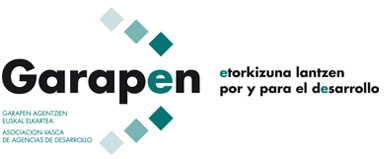 Garapen
GARAPEN AGENTZIEN
EUSKAL ELKARTEA
ASOCIACION VASCA
DE AGENCIAS DE DESARROLLO
etorkizuna lantzen
por y para el desarrollo